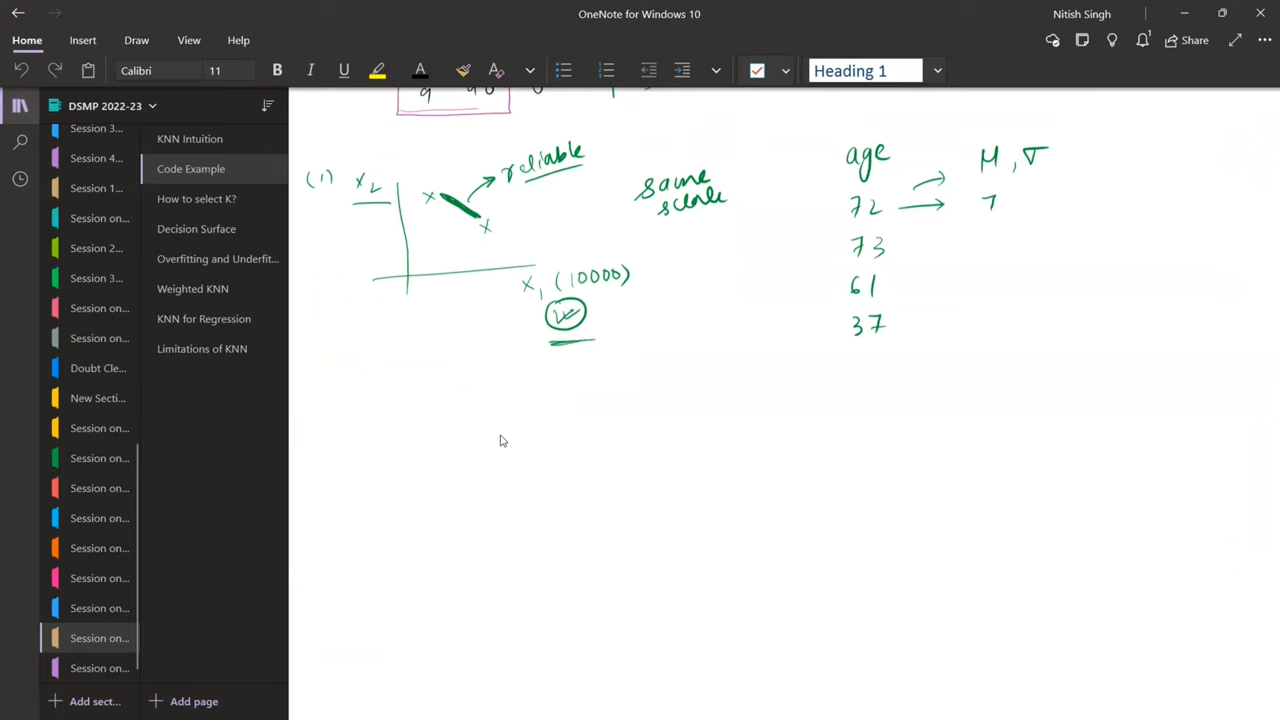 OneNote for Windows 10
Nitish Singh
Home
Insert
Draw
View
Help
Share
Calibri
11
B
I
U
A
A
Heading 1
DSMP 2022-23
Session 3...
Session 4...
Session 1...
Session on...
Session 2...
Session 3...
Session on...
Session on...
Doubt Cle...
New Secti...
Session on...
Session on...
Session on...
Session on...
Session on...
Session on...
Session on...
Session on...
Session on...
Add sect...
KNN Intuition
Code Example
How to select K?
Decision Surface
Overfitting and Underfit...
Weighted KNN
KNN for Regression
Limitations of KNN
Add page
(1)
x₂
x
x
reliable
x₁ (10000)
same
scale
age
72
73
61
37
μ, σ